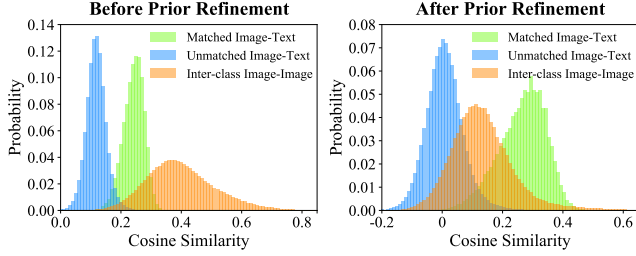 Before Prior Refinement
0.14
0.12
0.10
0.08
0.06
0.04
0.02
0.00
Probability
Matched Image-Text
Unmatched Image-Text
Inter-class Image-Image
0.0
0.2
0.4
0.6
0.8
Cosine Similarity
After Prior Refinement
0.08
0.07
0.06
0.05
0.04
0.03
0.02
0.01
0.00
Probability
Matched Image-Text
Unmatched Image-Text
Inter-class Image-Image
-0.2
0
0.2
0.4
0.6
Cosine Similarity